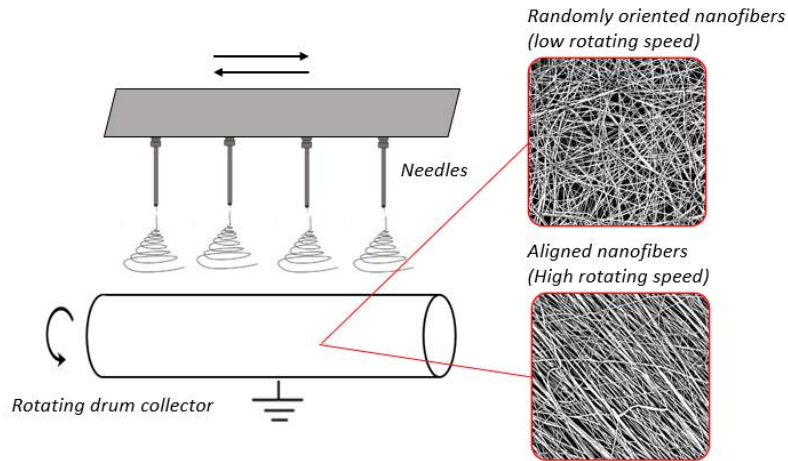 Randomly oriented nanofibers
(low rotating speed)
Needles
Aligned nanofibers
(High rotating speed)
Rotating drum collector